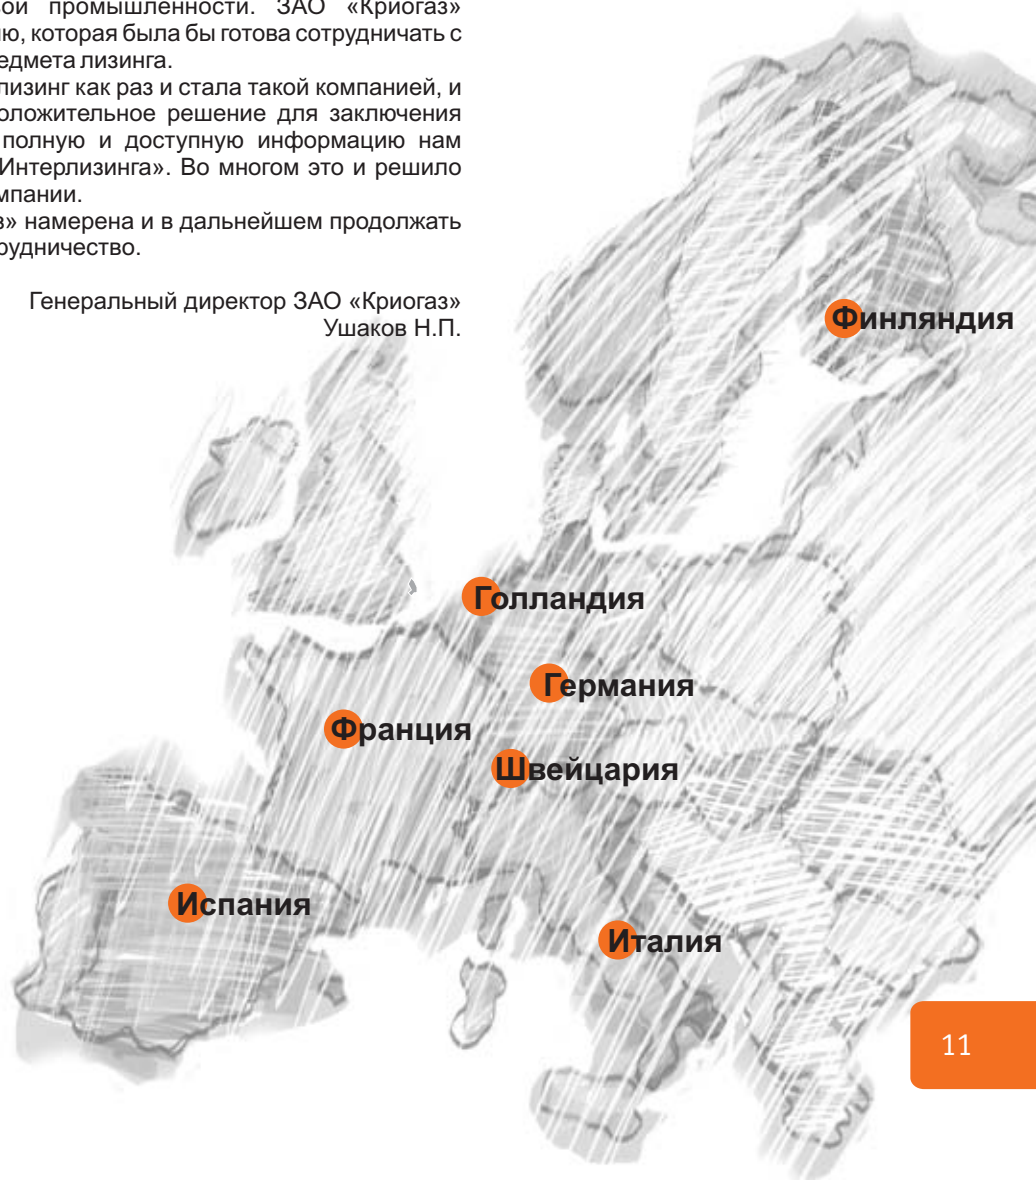 вой промышленности. ЗАО «Криогаз»
ю, которая была бы готова сотрудничать с
едмета лизинга.
лизинг как раз и стала такой компанией, и
оложительное решение для заключения
полную и доступную информацию нам
Интерлизинга». Во многом это и решило
мпании.
з» намерена и в дальнейшем продолжать
рудничество.
Генеральный директор ЗАО «Криогаз»
Ушаков Н.П.
Финляндия
Голландия
Германия
Франция
Швейцария
Испания
Италия
11